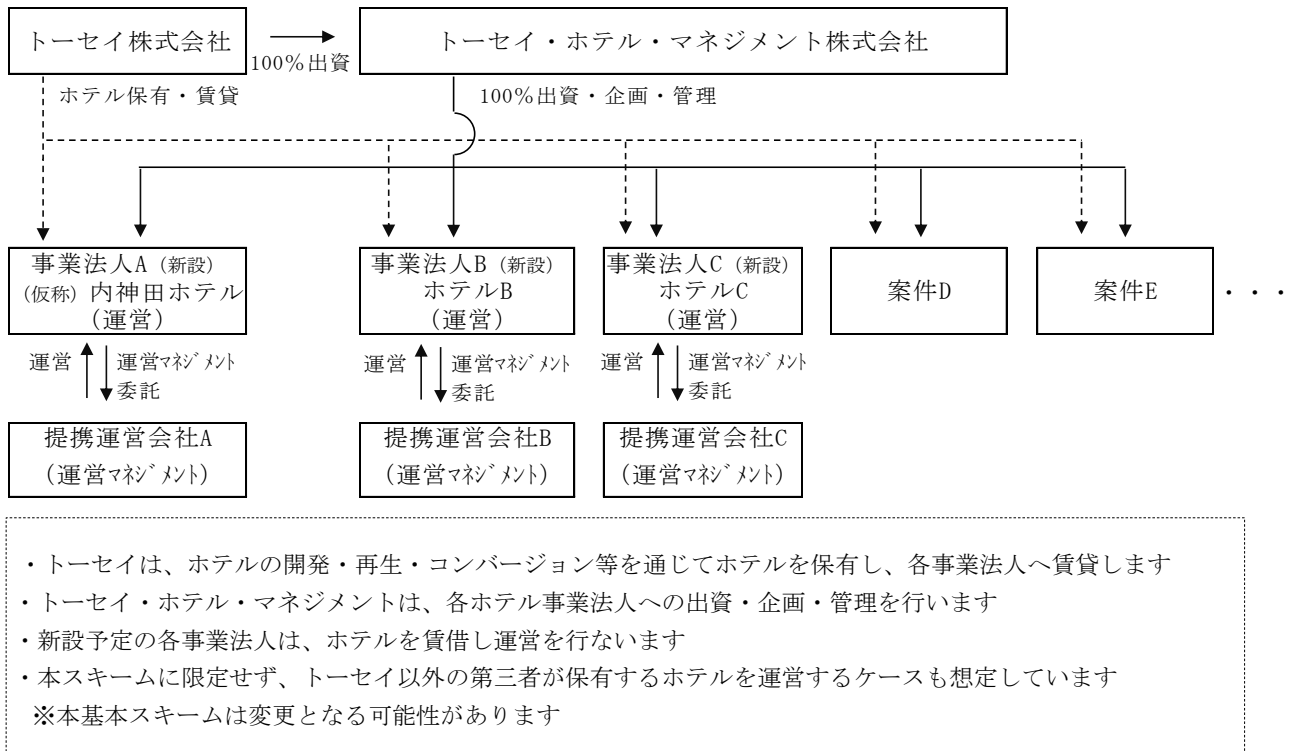 トーセイ株式会社
100%出資
トーセイ・ホテル・マネジメント株式会社
ホテル保有・賃貸
100%出資・企画・管理
事業法人A（新設）
（仮称）内神田ホテル
（運営）
事業法人B（新設）
ホテルB
（運営）
事業法人C（新設）
ホテルC
（運営）
案件D
案件E
・・・
運営
運営マネジメント
委託
運営
運営マネジメント
委託
運営
運営マネジメント
委託
提携運営会社A
（運営マネジメント）
提携運営会社B
（運営マネジメント）
提携運営会社C
（運営マネジメント）
・トーセイは、ホテルの開発・再生・コンバージョン等を通じてホテルを保有し、各事業法人へ賃貸します
・トーセイ・ホテル・マネジメントは、各ホテル事業法人への出資・企画・管理を行います
・新設予定の各事業法人は、ホテルを賃借し運営を行ないます
・本スキームに限定せず、トーセイ以外の第三者が保有するホテルを運営するケースも想定しています
※本基本スキームは変更となる可能性があります